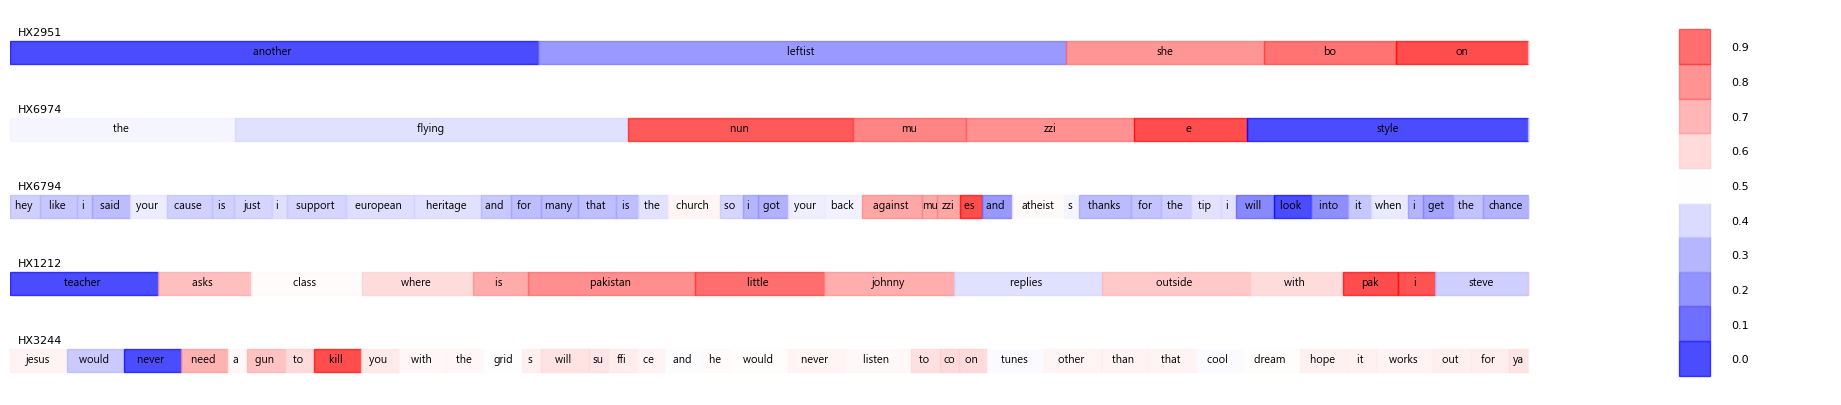 HX2951
another leftist she bo on
HX6974
the flying nun mu zzi e style
HX6794
hey like i said your cause is just i support european heritage and for many that is the church so i got your back against mu zzi es and atheist s thanks for the tip i will look into it when i get the chance
HX1212
teacher asks class where is pakistan little johnny replies outside with pak i steve
HX3244
jesus would never need a gun to kill you with the grid s will su ffi ce and he would never listen to co on tunes other than that cool dream hope it works out for ya
0.9
0.8
0.7
0.6
0.5
0.4
0.3
0.2
0.1
0.0